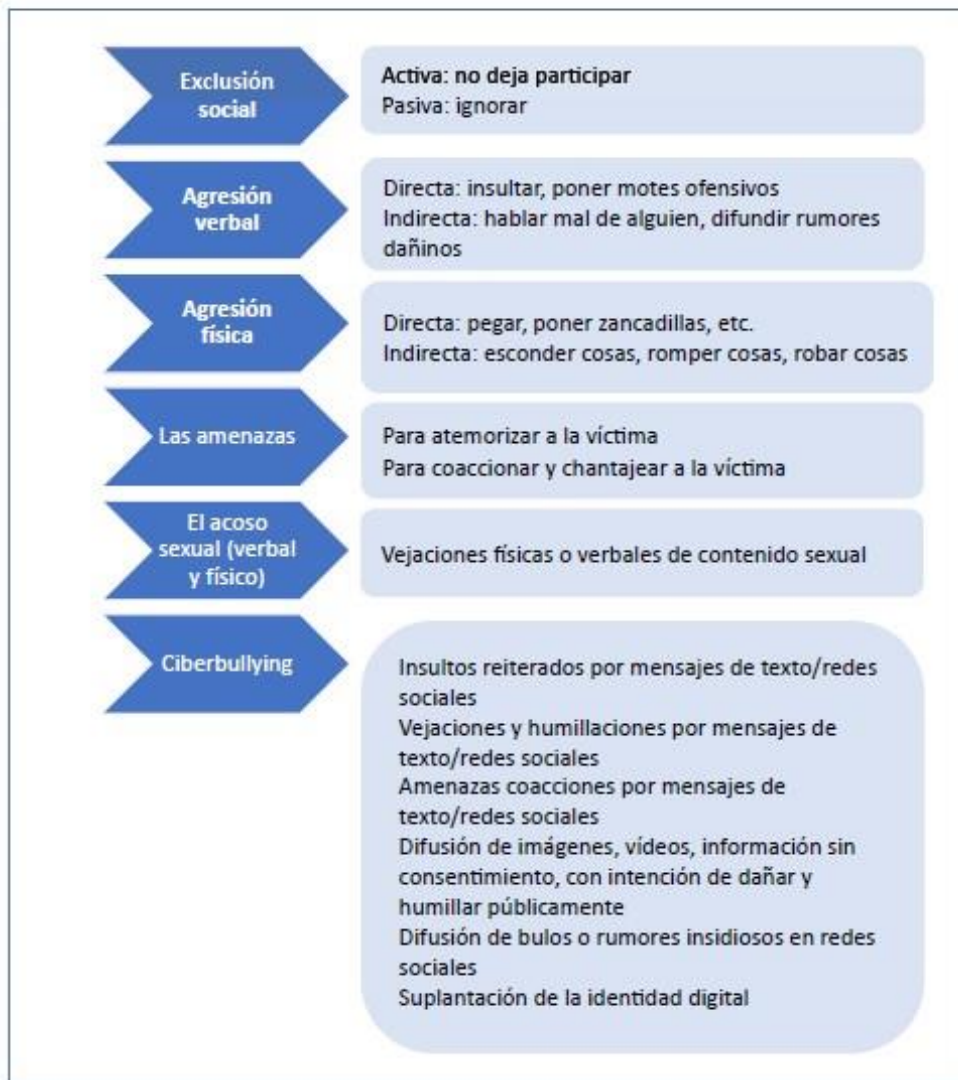 Exclusión
social
Activa: no deja participar
Pasiva: ignorar
Agresión
verbal
Directa: insultar, poner motes ofensivos
Indirecta: hablar mal de alguien, difundir rumores
dañinos
Agresión
física
Directa: pegar, poner zancadillas, etc.
Indirecta: esconder cosas, romper cosas, robar cosas
Las amenazas
Para atemorizar a la víctima
Para coaccionar y chantajear a la víctima
El acoso
sexual (verbal
y físico)
Vejaciones físicas o verbales de contenido sexual
Ciberbullying
Insultos reiterados por mensajes de texto/redes
sociales
Vejaciones y humillaciones por mensajes de
texto/redes sociales
Amenazas coacciones por mensajes de
texto/redes sociales
Difusión de imágenes, vídeos, información sin
consentimiento, con intención de dañar y
humillar públicamente
Difusión de bulos o rumores insidiosos en redes
sociales
Suplantación de la identidad digital